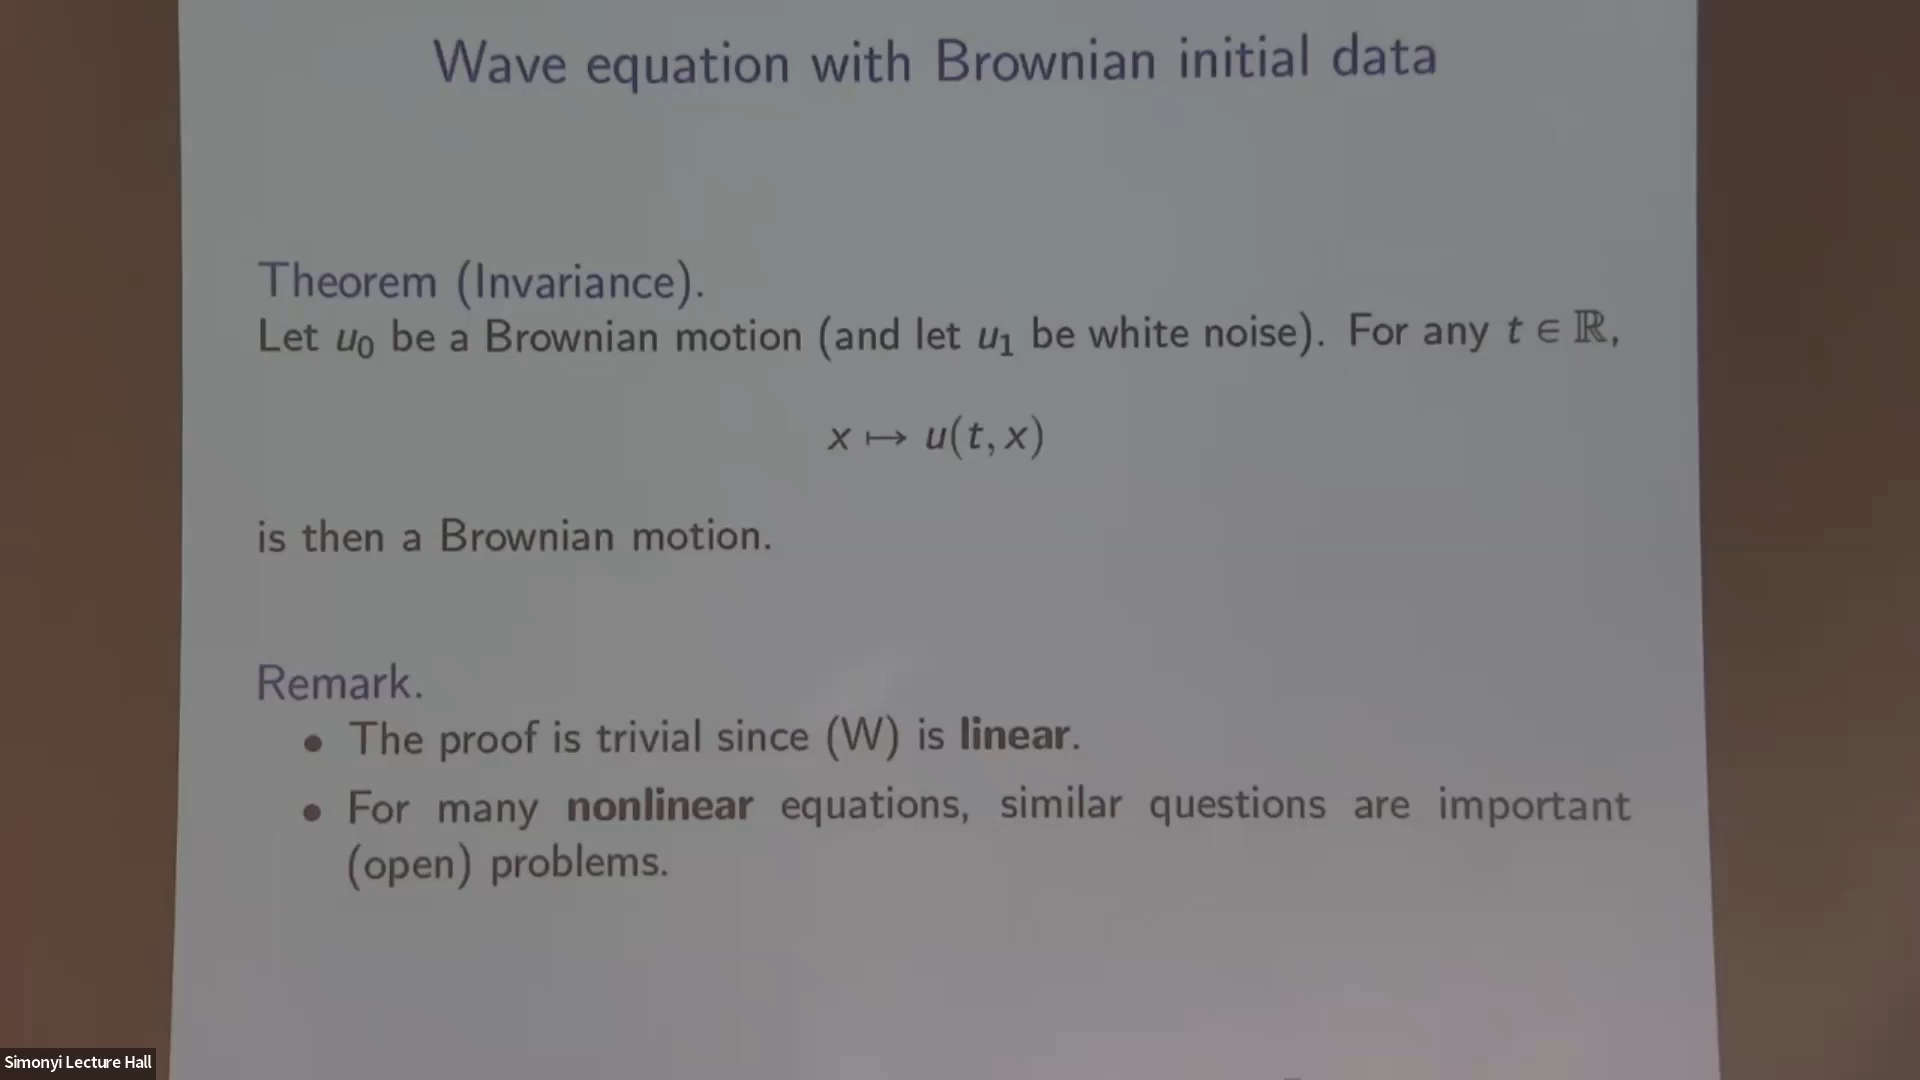 Wave equation with Brownian initial data
Theorem (Invariance).
Let u₀ be a Brownian motion (and let u₁ be white noise). For any t ∈ ℝ,
x ↦ u(t, x)
is then a Brownian motion.
Remark.
• The proof is trivial since (W) is linear.
• For many nonlinear equations, similar questions are important
(open) problems.
Simonyi Lecture Hall